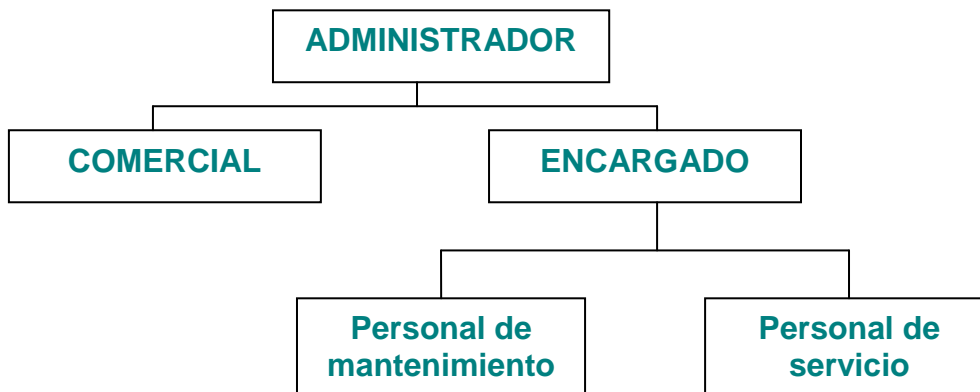 ADMINISTRADOR
COMERCIAL
ENCARGADO
Personal de
mantenimiento
Personal de
servicio